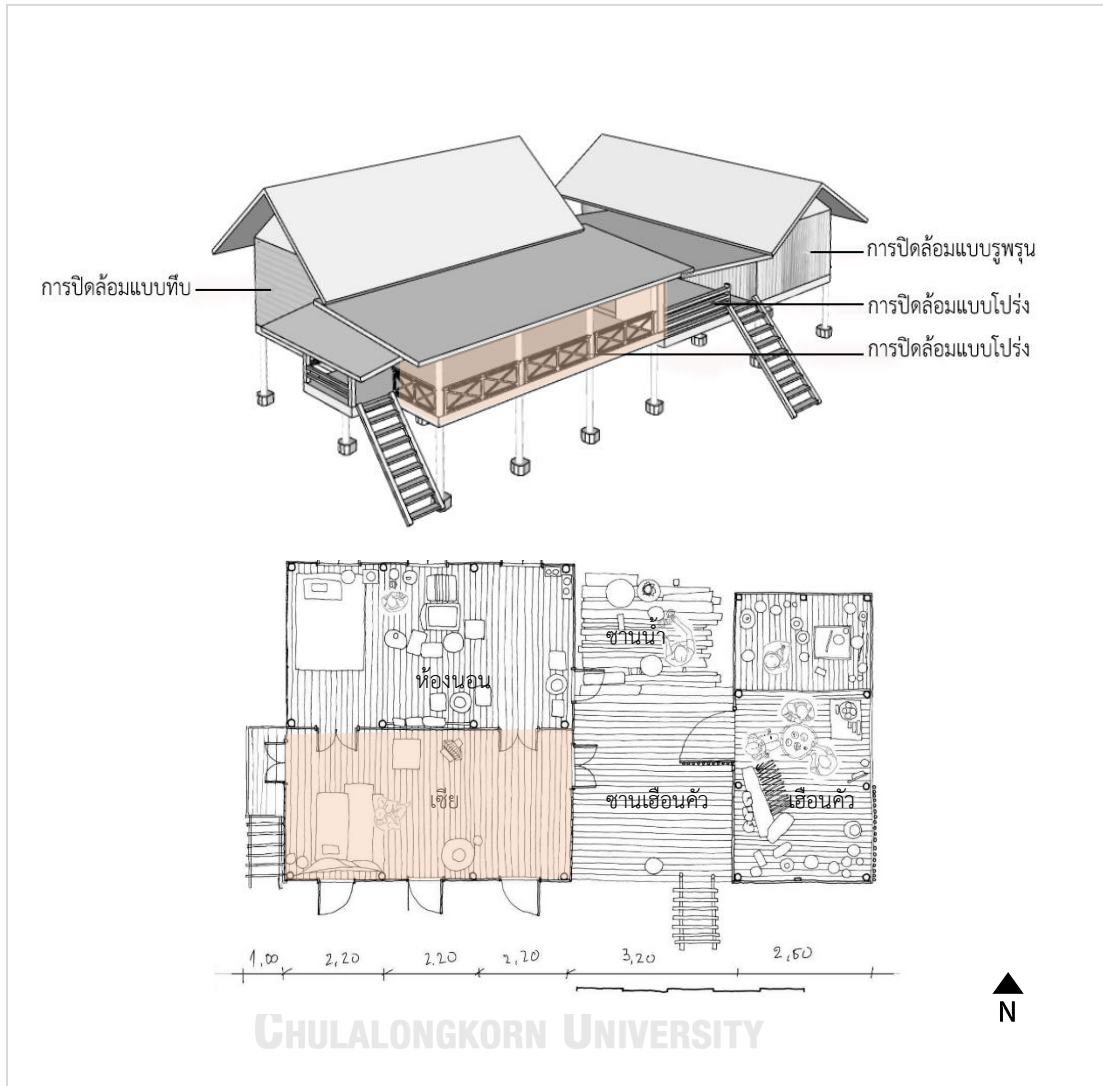 การปิดล้อมแบบรูพรุน
การปิดล้อมแบบทึบ
การปิดล้อมแบบโปร่ง
การปิดล้อมแบบโปร่ง
ซานน้ำ
ห้องนอน
เซีย
ซานเฮือนคัว
เฮือนคัว
1,00 2,20 2,20 2,20 3,20 2,60
N
CHULALONGKORN UNIVERSITY